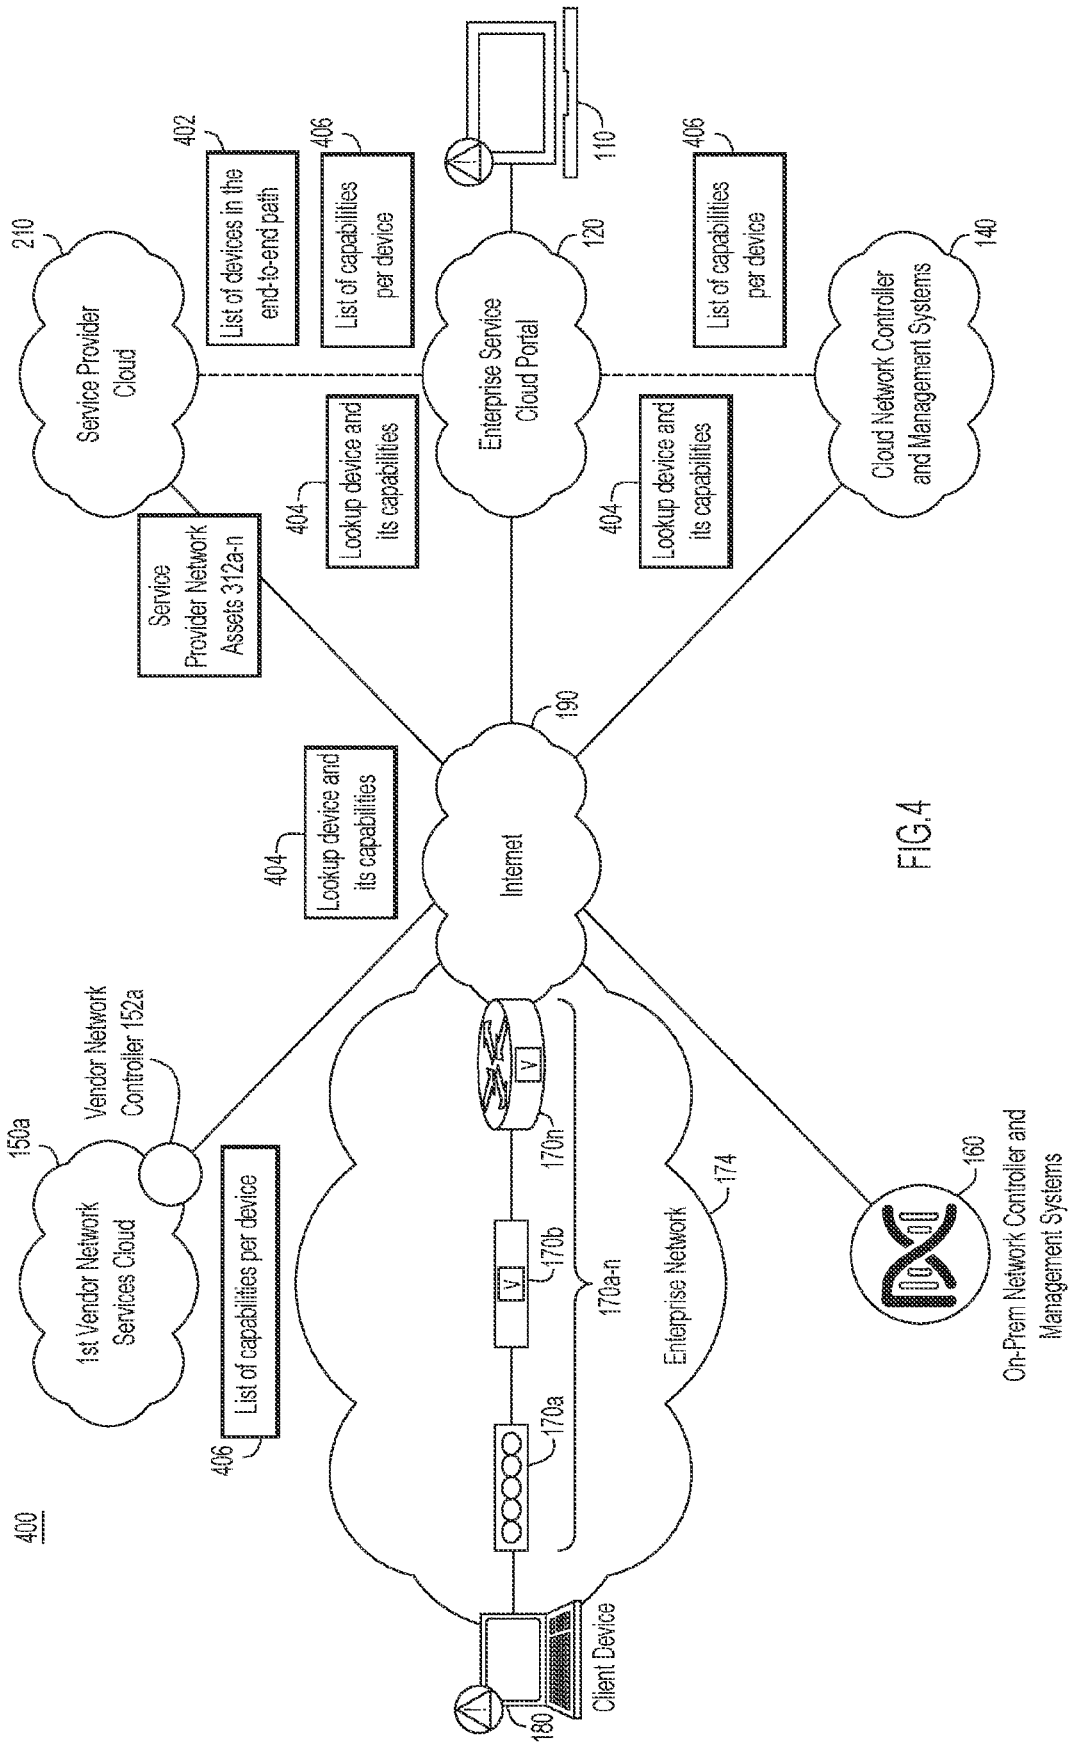 400
150a
1st Vendor Network
Services Cloud
Vendor Network
Controller 152a
406
List of capabilities per device
404
Lookup device and
its capabilities
Service
Provider Network
Assets 312a-n
210
Service Provider
Cloud
402
List of devices in the
end-to-end path
406
List of capabilities
per device
404
Lookup device and
its capabilities
180
Client Device
170a
V
170b
V
170n
170a-n
Enterprise Network
174
Internet
190
Enterprise Service
Cloud Portal
120
110
404
Lookup device and
its capabilities
406
List of capabilities
per device
160
On-Prem Network Controller and
Management Systems
Cloud Network Controller
and Management Systems
140
FIG.4